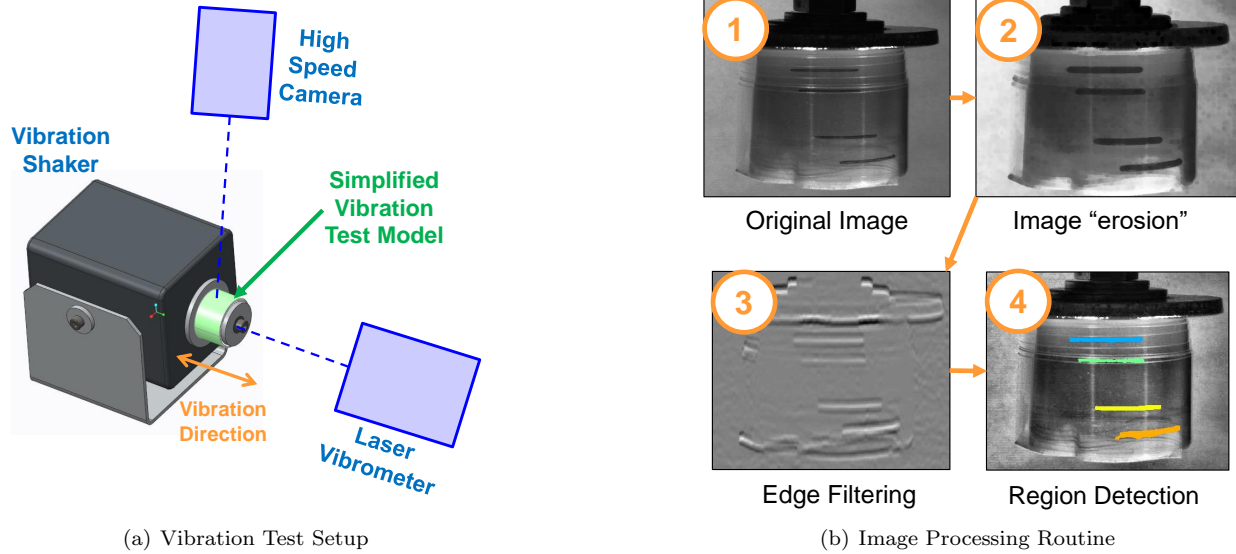 High
Speed
Camera
Vibration
Shaker
Simplified
Vibration
Test Model
Vibration
Direction
Laser
Vibrometer
(a) Vibration Test Setup
1
2
Original Image
Image “erosion”
3
4
Edge Filtering
Region Detection
(b) Image Processing Routine